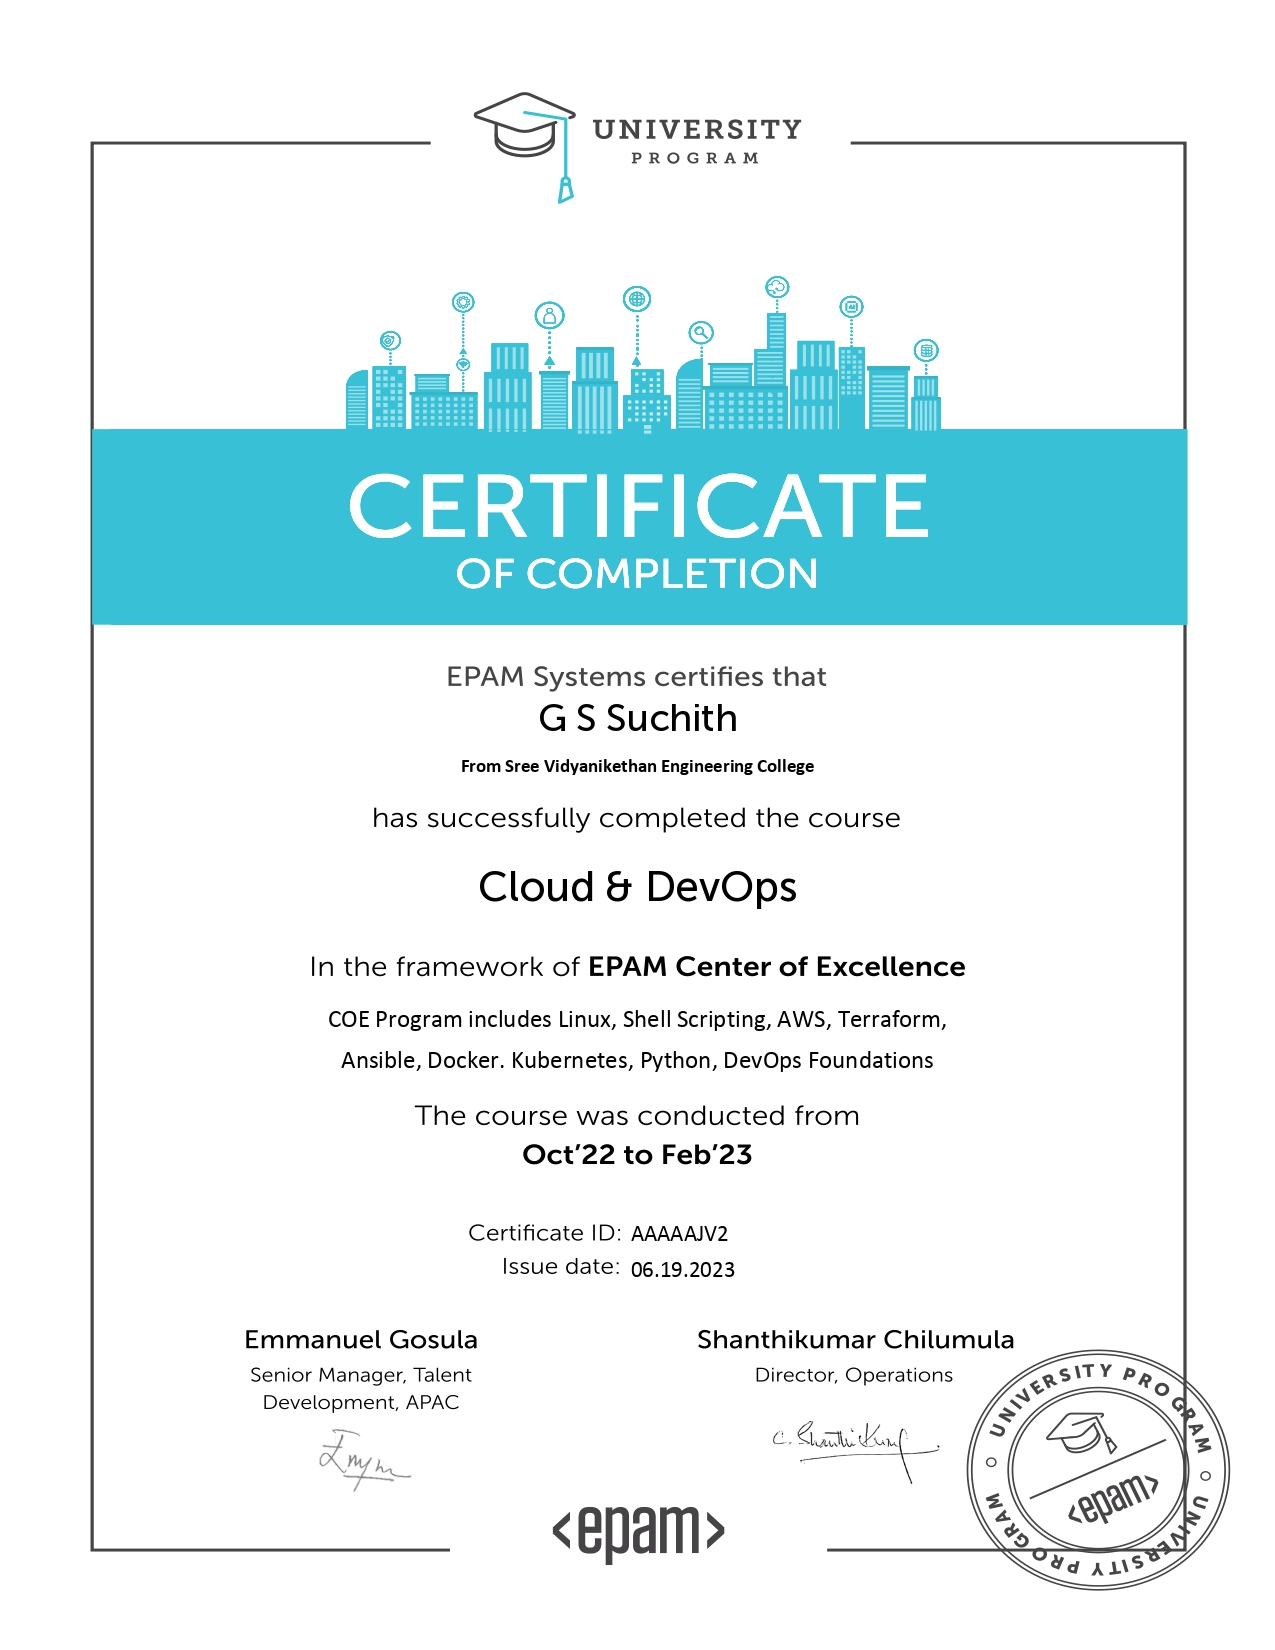 UNIVERSITY
PROGRAM
CERTIFICATE
OF COMPLETION
EPAM Systems certifies that
G S Suchith
From Sree Vidyanikethan Engineering College
has successfully completed the course
Cloud & DevOps
In the framework of EPAM Center of Excellence
COE Program includes Linux, Shell Scripting, AWS, Terraform,
Ansible, Docker. Kubernetes, Python, DevOps Foundations
The course was conducted from
Oct’22 to Feb’23
Certificate ID: AAAAAJV2
Issue date: 06.19.2023
Emmanuel Gosula
Senior Manager, Talent
Development, APAC
Shanthikumar Chilumula
Director, Operations
C. Shanthi Kumar
<epam>
UNIVERSITY PROGRAM
UNIVERSITY PROGRAM
<epam>